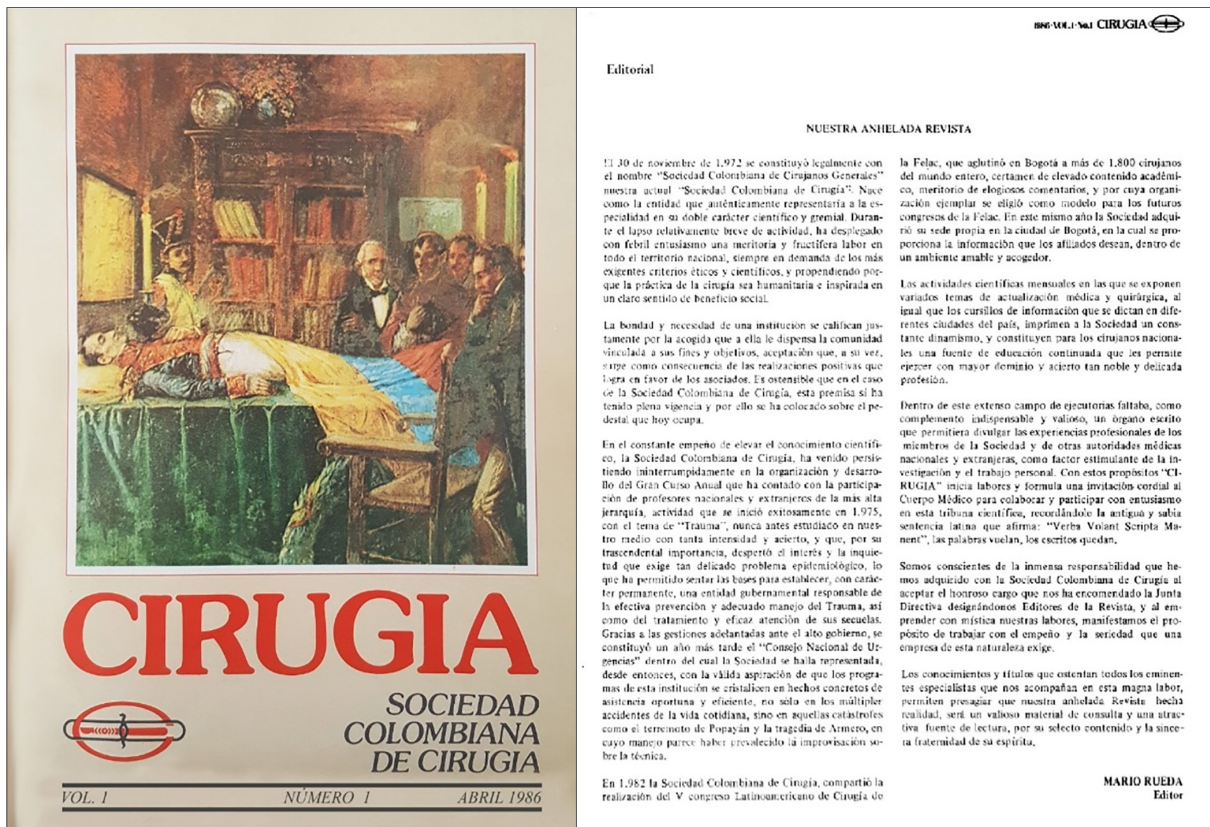 CIRUGIA
SOCIEDAD
COLOMBIANA
DE CIRUGIA
VOL. 1 NÚMERO 1 ABRIL 1986
1986·VOL.1·No.1 CIRUGIA
Editorial
NUESTRA ANHELADA REVISTA
El 30 de noviembre de 1.972 se constituyó legalmente con
el nombre “Sociedad Colombiana de Cirujanos Generales”
nuestra actual “Sociedad Colombiana de Cirugía”. Nace
como la entidad que auténticamente representaría a la es-
pecialidad en su doble carácter científico y gremial. Duran-
te el lapso relativamente breve de actividad, ha desplegado
con febril entusiasmo una meritoria y fructífera labor en
todo el territorio nacional, siempre en demanda de los más
exigentes criterios éticos y científicos, y propendiendo por-
que la práctica de la cirugía sea humanitaria e inspirada en
un claro sentido de beneficio social.
La bondad y necesidad de una institución se califican jus-
tamente por la acogida que a ella le dispensa la comunidad
vinculada a sus fines y objetivos, aceptación que, a su vez,
surge como consecuencia de las realizaciones positivas que
logra en favor de los asociados. Es ostensible que en el caso
de la Sociedad Colombiana de Cirugía, esta premisa sí ha
tenido plena vigencia y por ello se ha colocado sobre el pe-
destal que hoy ocupa.
En el constante empeño de elevar el conocimiento científi-
co, la Sociedad Colombiana de Cirugía, ha venido persis-
tiendo ininterrumpidamente en la organización y desarro-
llo del Gran Curso Anual que ha contado con la participa-
ción de profesores nacionales y extranjeros de la más alta
jerarquía, actividad que se inició exitosamente en 1.975,
con el tema de “Trauma”, nunca antes estudiado en nues-
tro medio con tanta intensidad y acierto, y que, por su
trascendental importancia, despertó el interés y la inquie-
tud que exige tan delicado problema epidemiológico, lo
que ha permitido sentar las bases para establecer, con carác-
ter permanente, una entidad gubernamental responsable de
la efectiva prevención y adecuado manejo del Trauma, así
como del tratamiento y eficaz atención de sus secuelas.
Gracias a las gestiones adelantadas ante el alto gobierno, se
constituyó un año más tarde el “Consejo Nacional de Ur-
gencias” dentro del cual la Sociedad se halla representada,
desde entonces, con la válida aspiración de que los progra-
mas de esta institución se cristalicen en hechos concretos de
asistencia oportuna y eficiente, no sólo en los múltipler
accidentes de la vida cotidiana, sino en aquellas catástrofes
como el terremoto de Popayán y la tragedia de Armero, en
cuyo manejo parece haber prevalecido la improvisación so-
bre la técnica.
En 1.982 la Sociedad Colombiana de Cirugía, compartió la
realización del V congreso Latinoamericano de Cirugía de
la Felac, que aglutinó en Bogotá a más de 1.800 cirujanos
del mundo entero, certamen de elevado contenido académi-
co, meritorio de elogiosos comentarios, y por cuya organi-
zación ejemplar se eligió como modelo para los futuros
congresos de la Felac. En este mismo año la Sociedad adqui-
rió su sede propia en la ciudad de Bogotá, en la cual se pro-
porciona la información que los afiliados desean, dentro de
un ambiente amable y acogedor.
Las actividades científicas mensuales en las que se exponen
variados temas de actualización médica y quirúrgica, al
igual que los cursillos de información que se dictan en dife-
rentes ciudades del país, imprimen a la Sociedad un cons-
tante dinamismo, y constituyen para los cirujanos naciona-
les una fuente de educación continuada que les permite
ejercer con mayor dominio y acierto tan noble y delicada
profesión.
Dentro de este extenso campo de ejecutorias faltaba, como
complemento indispensable y valioso, un órgano escrito
que permitiera divulgar las experiencias profesionales de los
miembros de la Sociedad y de otras autoridades médicas
nacionales y extranjeras, como factor estimulante de la in-
vestigación y el trabajo personal. Con estos propósitos “CI-
RUGIA” inicia labores y formula una invitación cordial al
Cuerpo Médico para colaborar y participar con entusiasmo
en esta tribuna científica, recordándole la antigua y sabia
sentencia latina que afirma: “Verba Volant Scripta Ma-
nent”, las palabras vuelan, los escritos quedan.
Somos conscientes de la inmensa responsabilidad que he-
mos adquirido con la Sociedad Colombiana de Cirugía al
aceptar el honroso cargo que nos ha encomendado la Junta
Directiva designándonos Editores de la Revista, y al em-
prender con mística nuestras labores, manifestamos el pro-
pósito de trabajar con el empeño y la seriedad que una
empresa de esta naturaleza exige.
Los conocimientos y títulos que ostentan todos los eminen-
tes especialistas que nos acompañan en esta magna labor,
permiten presagiar que nuestra anhelada Revista hecha
realidad, será un valioso material de consulta y una atrac-
tiva fuente de lectura, por su selecto contenido y la since-
ra fraternidad de su espíritu.
MARIO RUEDA
Editor